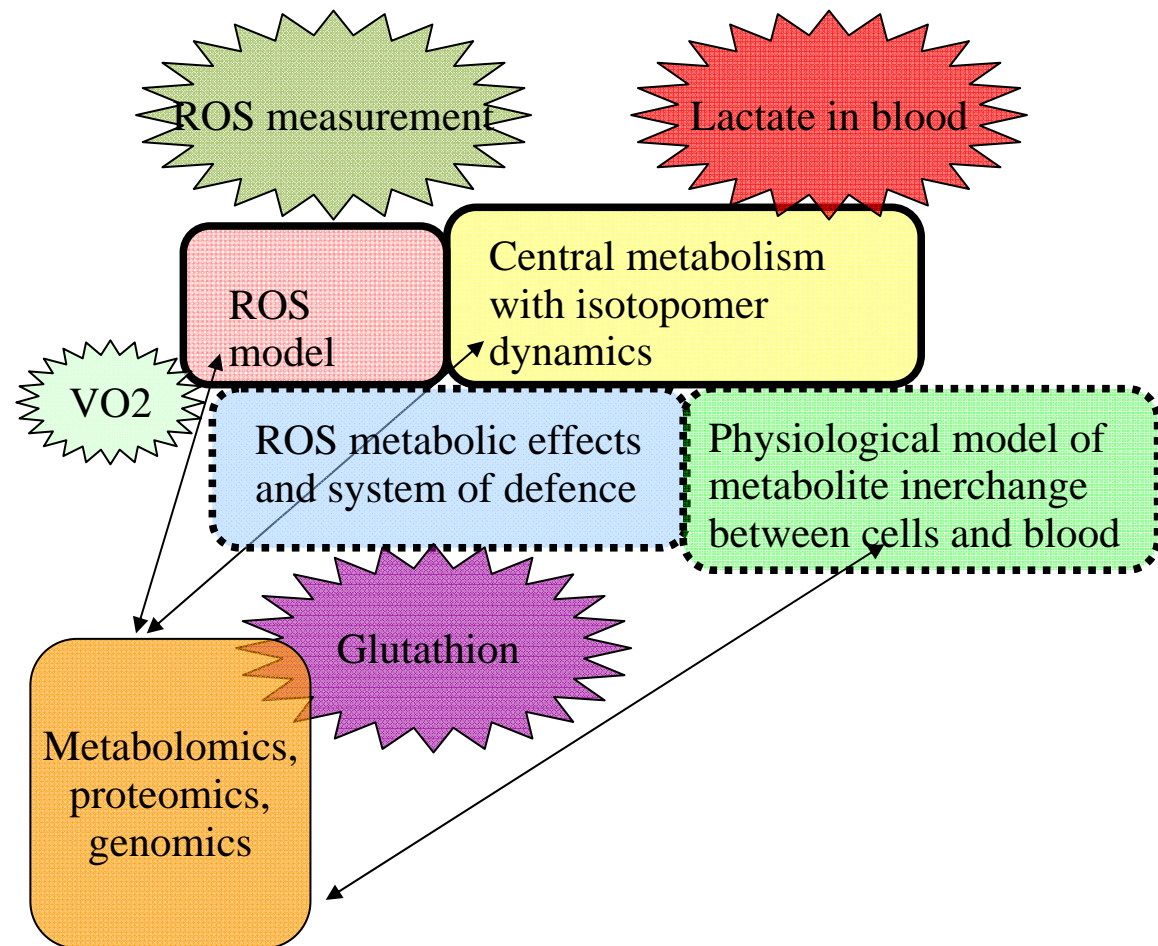 ROS measurement
Lactate in blood
ROS
model
Central metabolism
with isotopomer
dynamics
VO2
ROS metabolic effects
and system of defence
Physiological model of
metabolite inerchange
between cells and blood
Glutathion
Metabolomics,
proteomics,
genomics